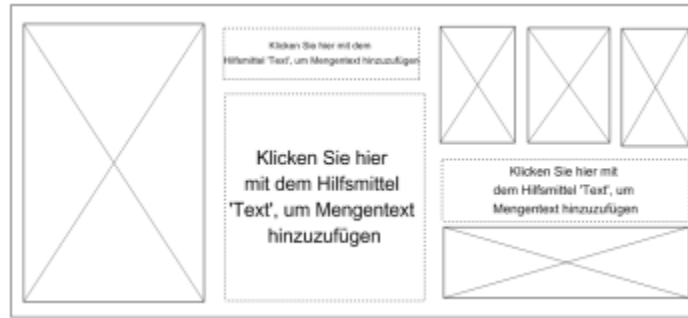 Klicken Sie hier mit dem
Hilfsmittel 'Text', um Mengentext hinzuzufügen
Klicken Sie hier
mit dem Hilfsmittel
'Text', um Mengentext
hinzuzufügen
Klicken Sie hier mit
dem Hilfsmittel 'Text', um
Mengentext hinzuzufügen